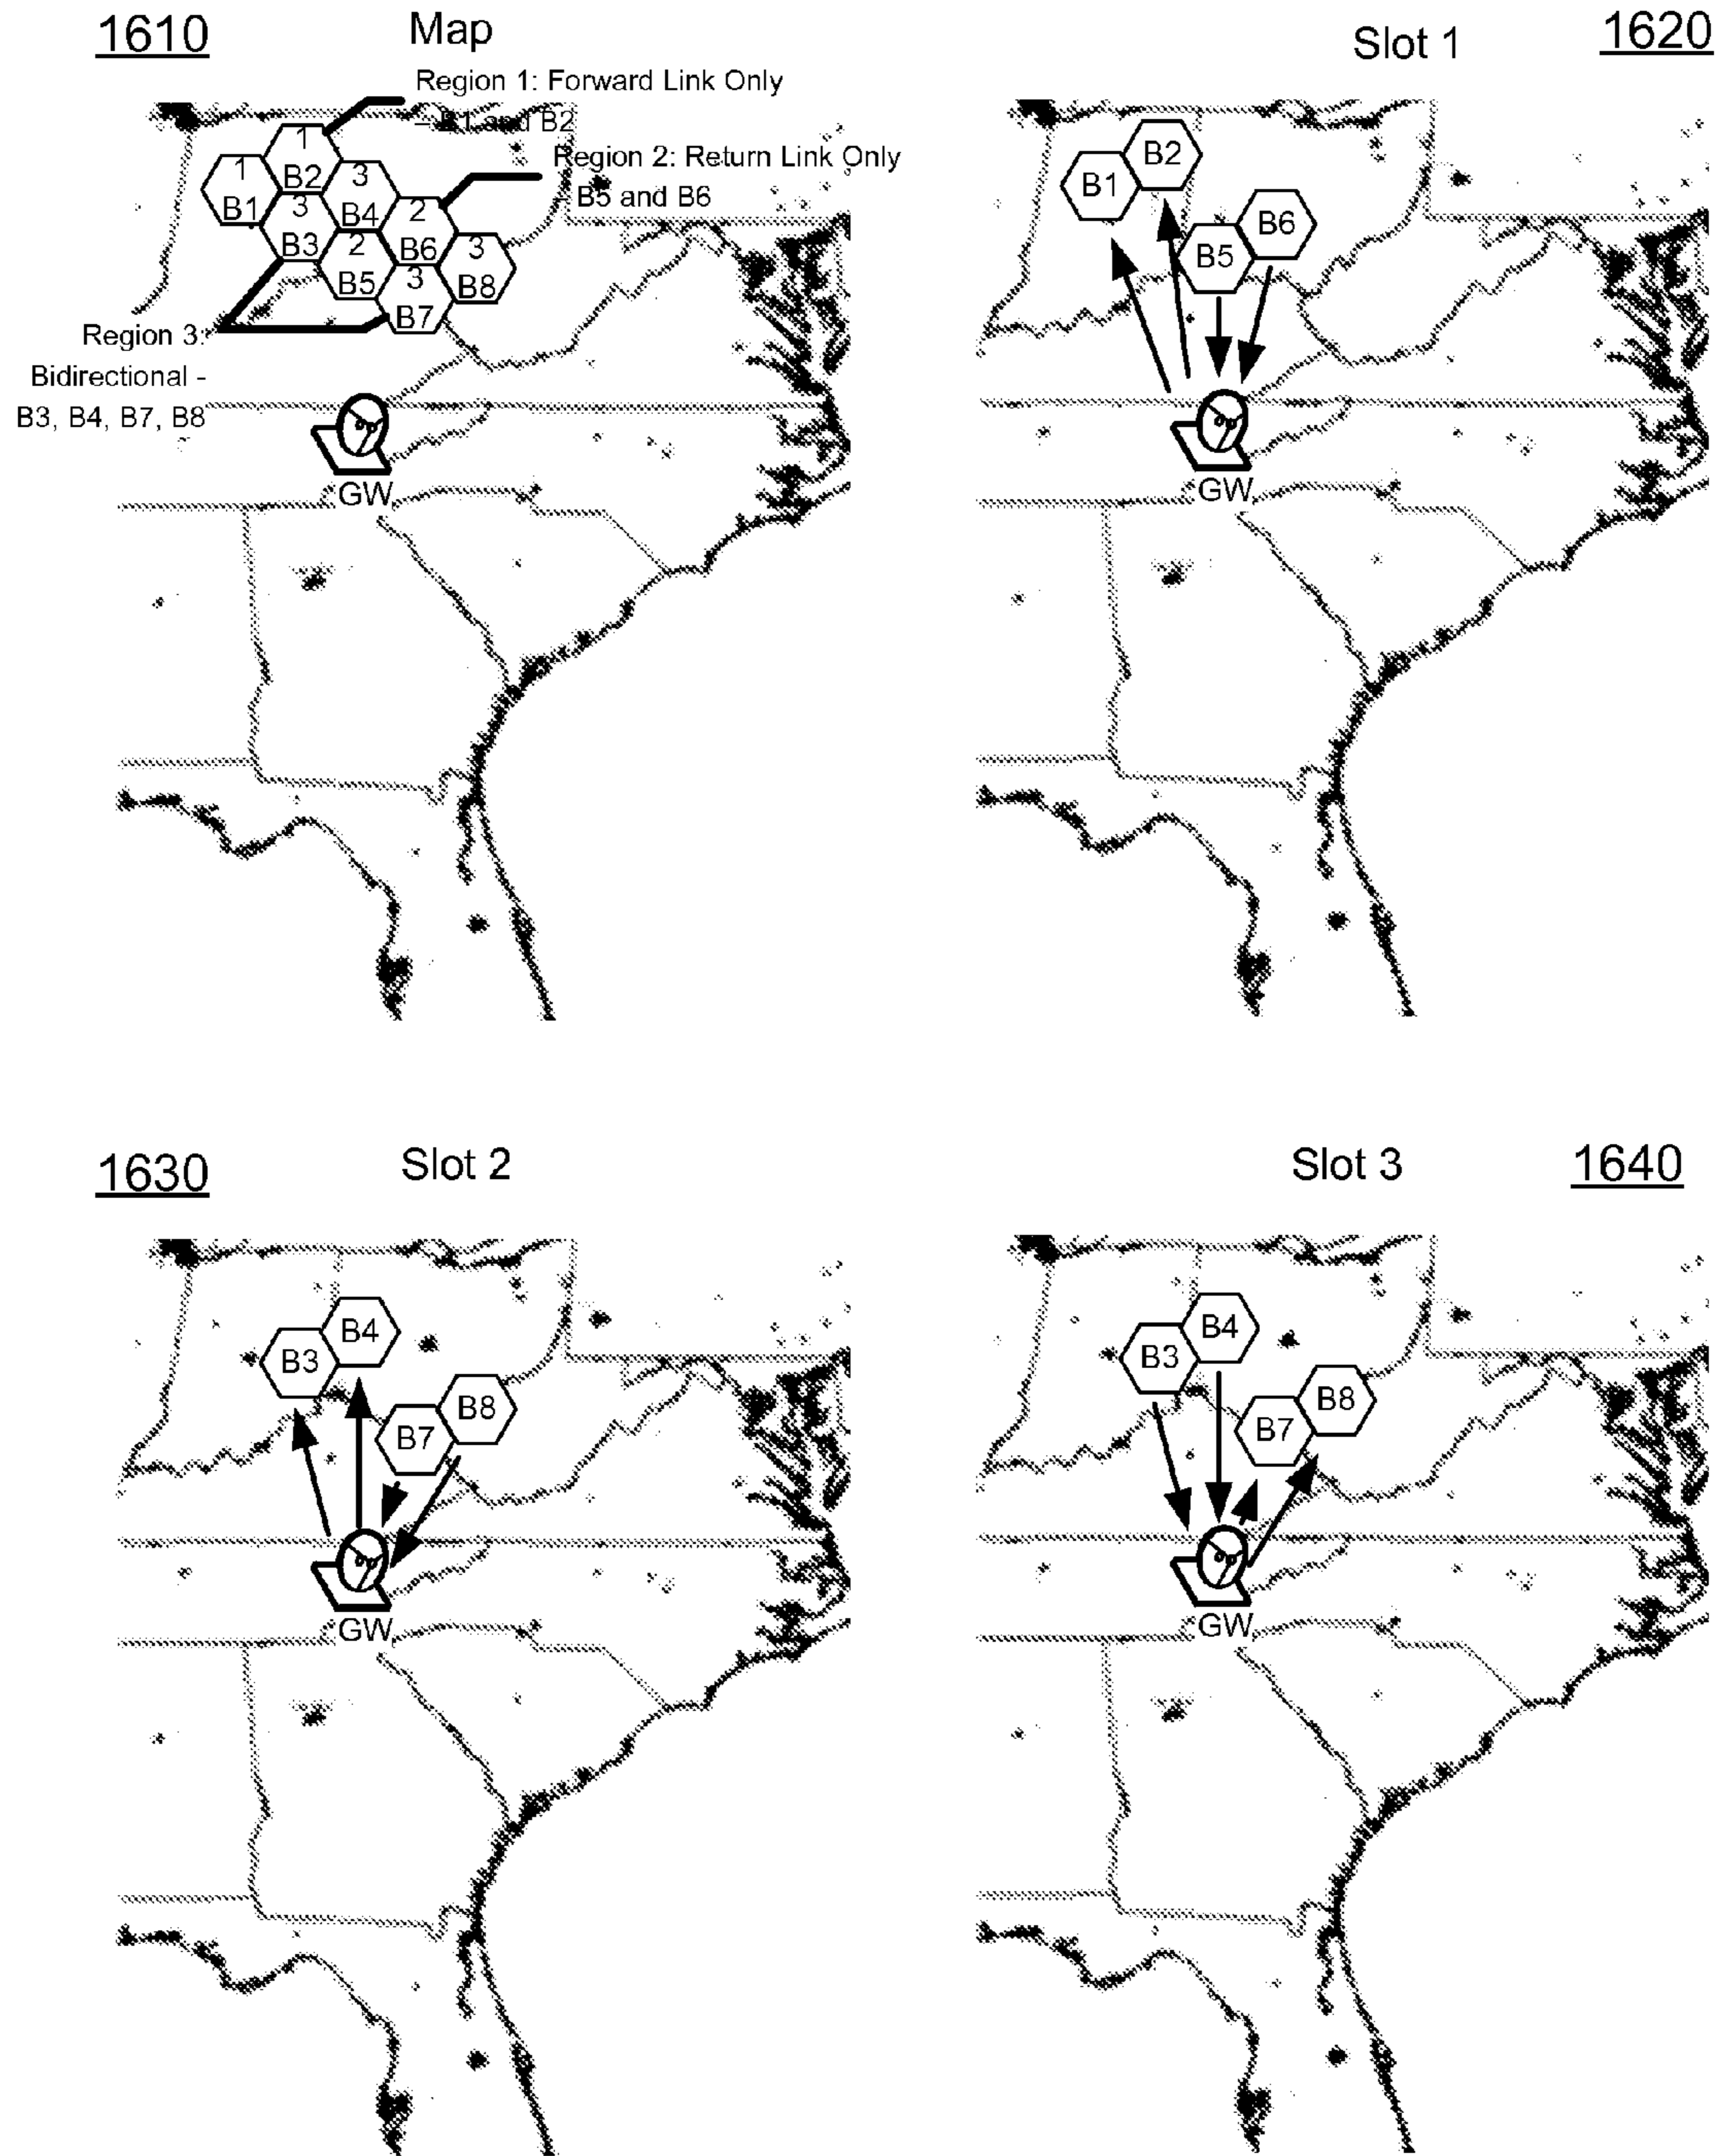 1610
Map
Region 1: Forward Link Only
– B1 and B2
Region 2: Return Link Only
B5 and B6
1
B2
1
B1
3
B4
3
B3
2
B6
2
B5
3
B8
3
B7
Region 3:
Bidirectional -
B3, B4, B7, B8
GW
Slot 1
1620
B2
B1
B6
B5
GW
1630
Slot 2
B4
B3
B8
B7
GW
Slot 3
1640
B4
B3
B8
B7
GW